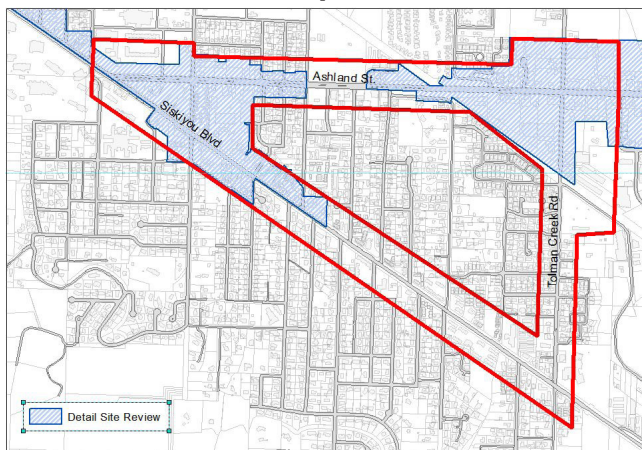 Ashland St.
Siskiyou Blvd
Tolman Creek Rd
Detail Site Review